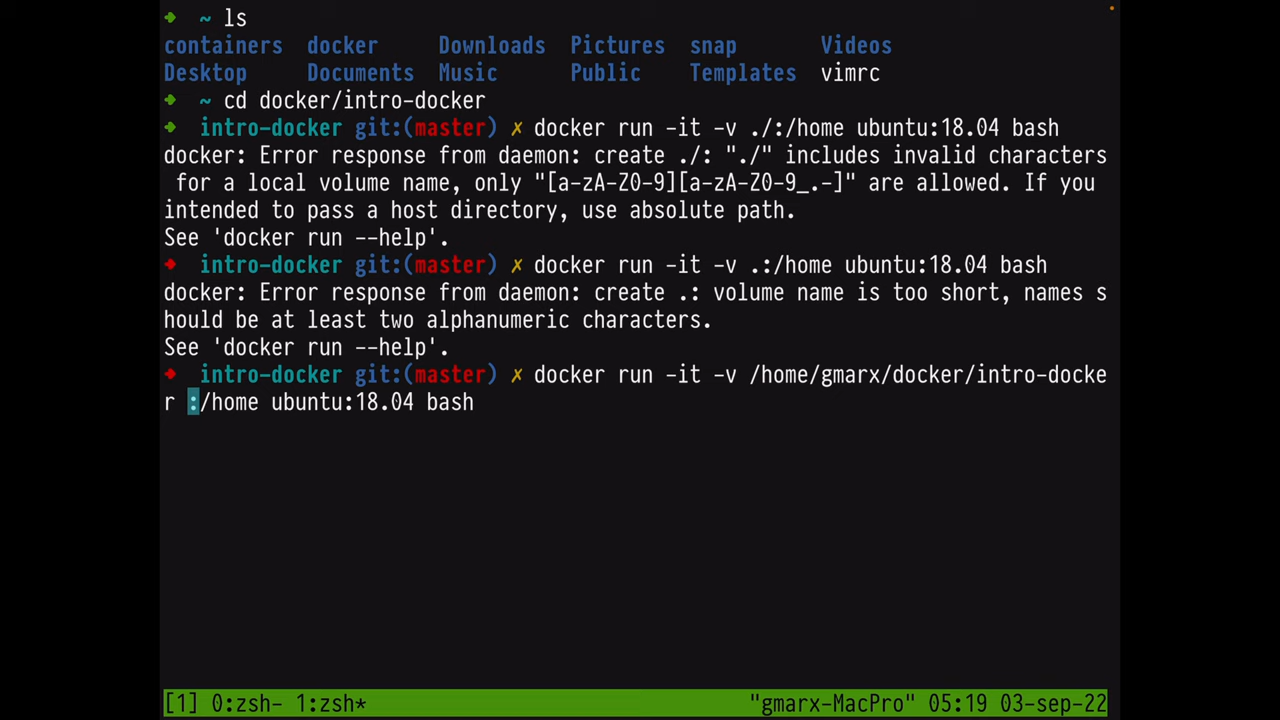 ➜  ~ ls
containers  docker     Downloads  Pictures  snap       Videos
Desktop     Documents  Music      Public    Templates  vimrc
➜  ~ cd docker/intro-docker
➜  intro-docker git:(master) ✗ docker run -it -v ./:/home ubuntu:18.04 bash
docker: Error response from daemon: create ./: "./" includes invalid characters
 for a local volume name, only "[a-zA-Z0-9][a-zA-Z0-9_.-]" are allowed. If you
intended to pass a host directory, use absolute path.
See 'docker run --help'.
➜  intro-docker git:(master) ✗ docker run -it -v .:/home ubuntu:18.04 bash
docker: Error response from daemon: create .: volume name is too short, names s
hould be at least two alphanumeric characters.
See 'docker run --help'.
➜  intro-docker git:(master) ✗ docker run -it -v /home/gmarx/docker/intro-docke
r :/home ubuntu:18.04 bash
[1] 0:zsh- 1:zsh* "gmarx-MacPro" 05:19 03-sep-22